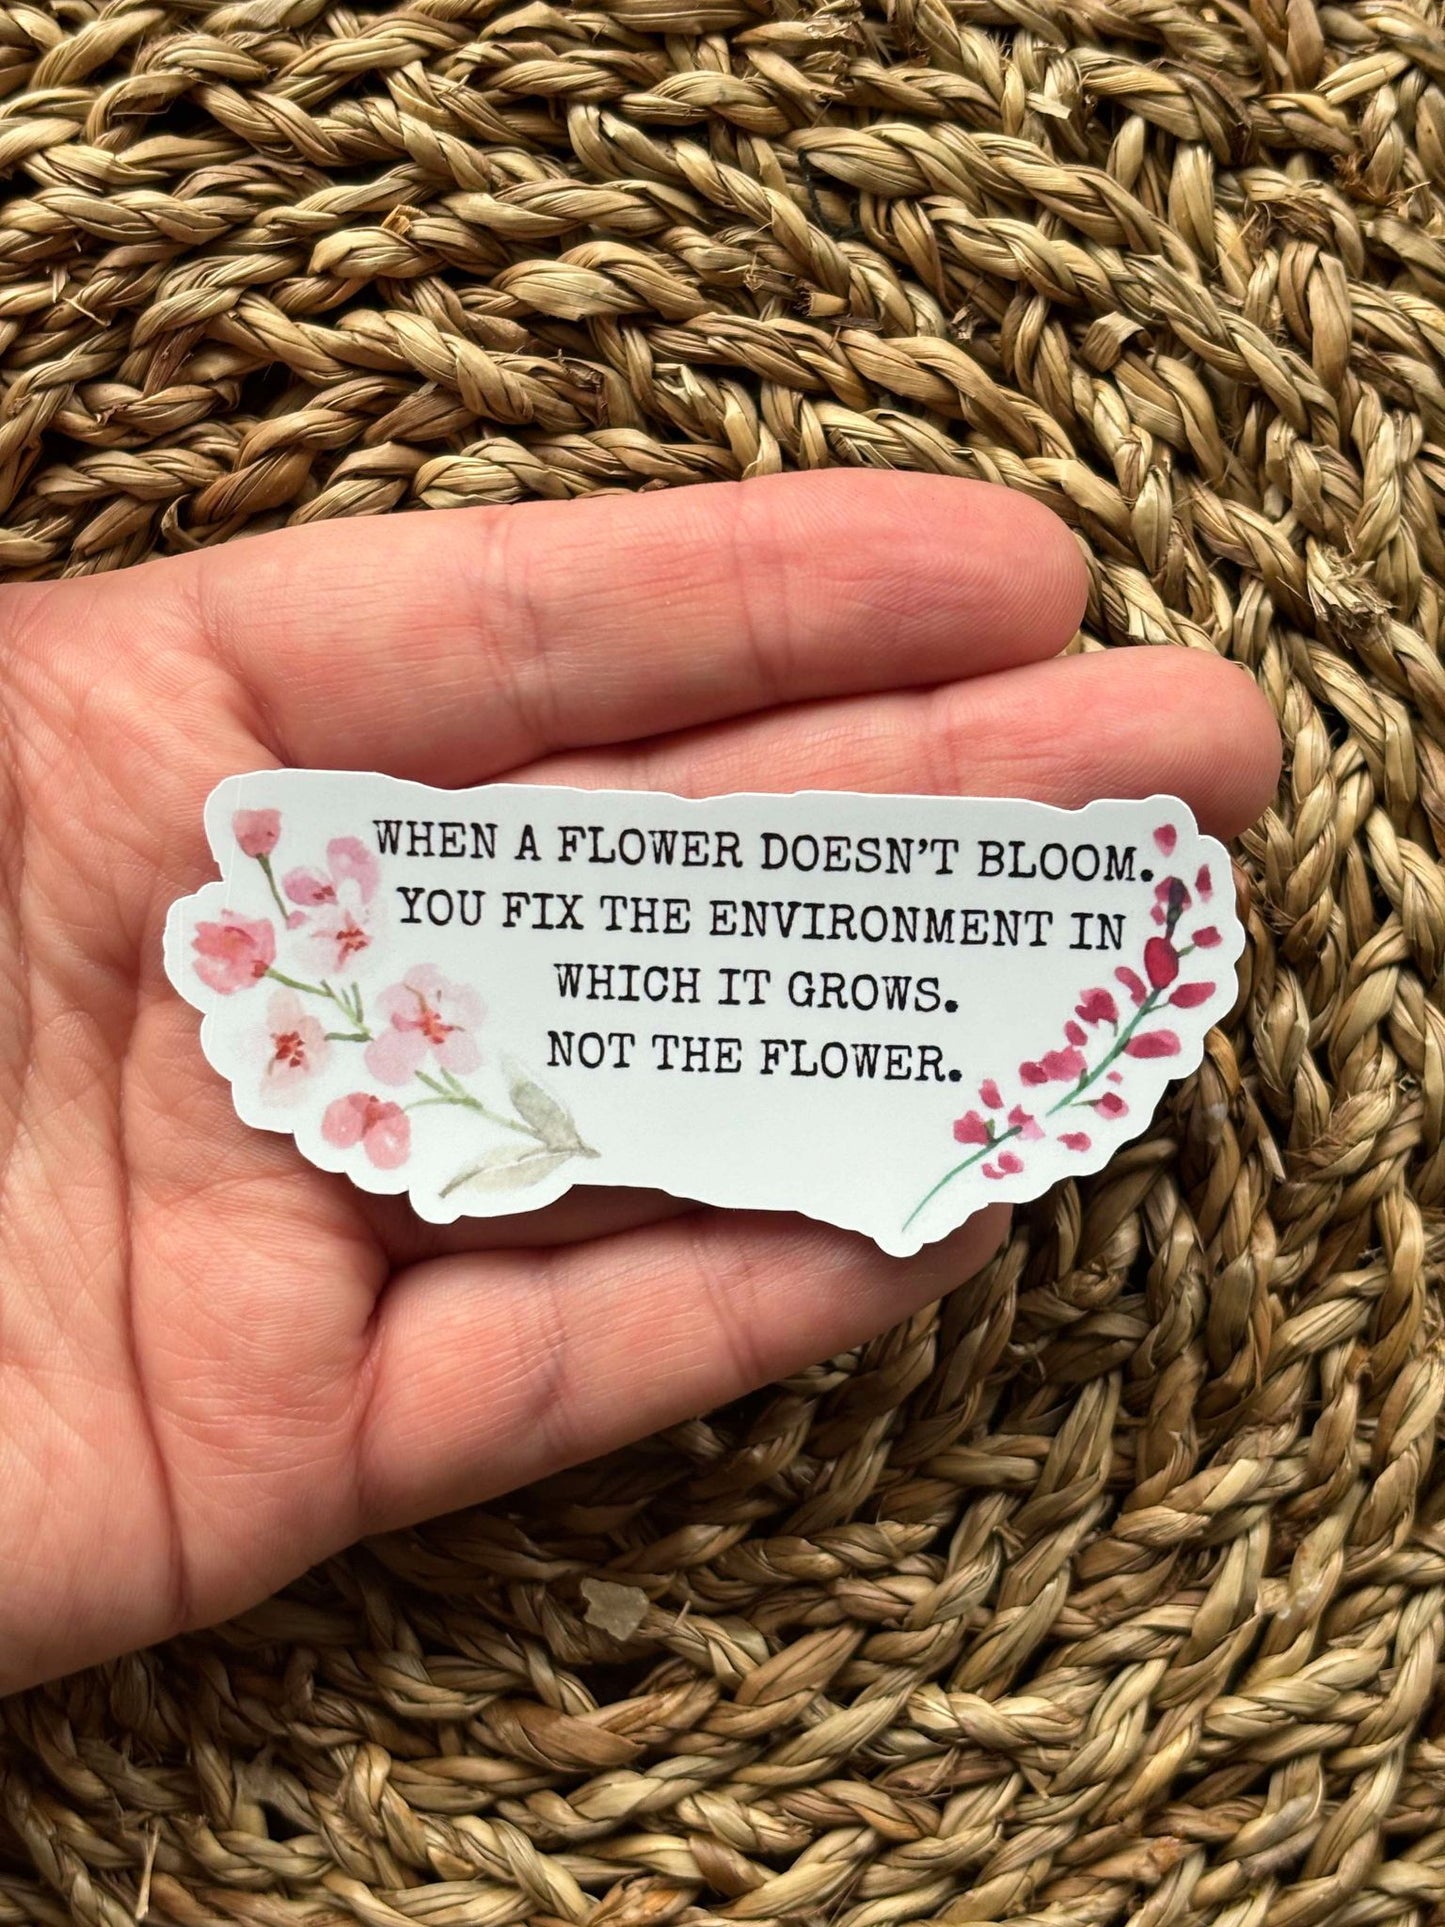 WHEN A FLOWER DOESN'T BLOOM.
YOU FIX THE ENVIRONMENT IN
WHICH IT GROWS.
NOT THE FLOWER.